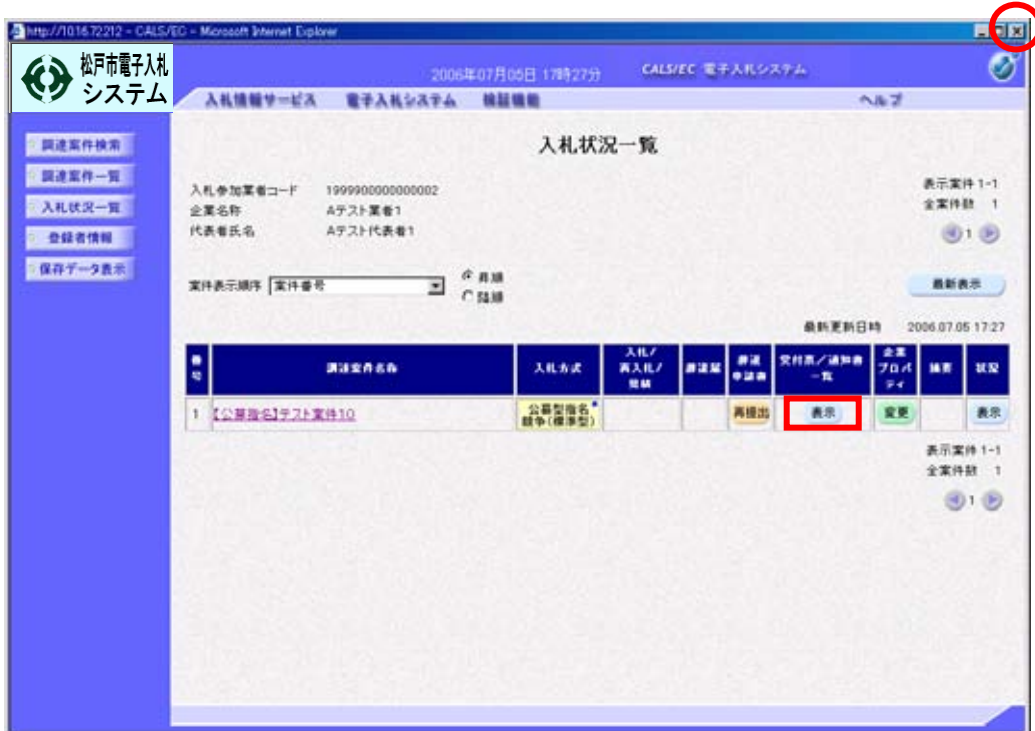 http://10.16.72.212 - CALS/EC - Microsoft Internet Explorer
松戸市電子入札
システム
2006年07月05日 17時27分
CALS/EC 電子入札システム
入札情報サービス
電子入札システム
検証機能
ヘルプ
調達案件検索
調達案件一覧
入札状況一覧
登録者情報
保存データ表示
入札状況一覧
入札参加業者コード 1999900000000002
企業名称 Aテスト業者1
代表者氏名 Aテスト代表者1
表示案件 1-1
全案件数 1
1
案件表示順序 案件番号
昇順
降順
最新表示
最新更新日時 2006.07.05 17:27
番号
調達案件名称
入札方式
入札/
再入札/
見積
辞退届
交付票/通知書
一覧
企業
プロパ
ティ
摘要
状況
1 【公募指名】テスト案件10
公募型指名
競争(標準型)
再提出
表示
変更
表示
表示案件 1-1
全案件数 1
1